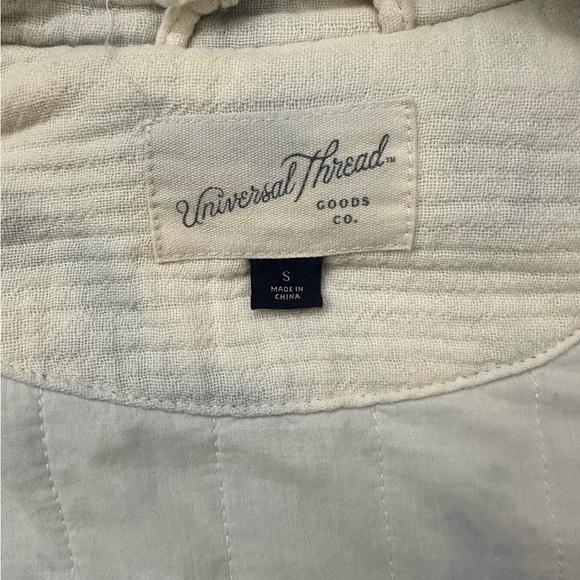 Universal Thread™
GOODS
CO.
S
MADE IN
CHINA